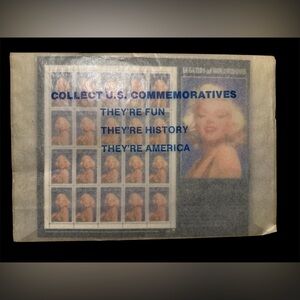 COLLECT U.S. COMMEMORATIVES
THEY'RE FUN
THEY'RE HISTORY
THEY'RE AMERICA